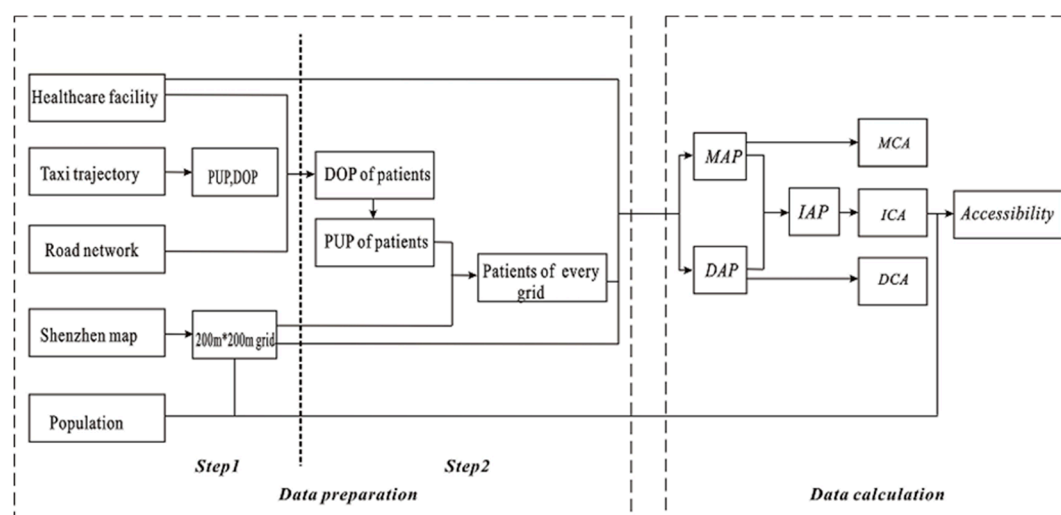 Healthcare facility
Taxi trajectory
PUP,DOP
Road network
Shenzhen map
200m*200m grid
Population
DOP of patients
PUP of patients
Patients of every
grid
Step1
Step2
Data preparation
MAP
DAP
IAP
MCA
ICA
DCA
Accessibility
Data calculation